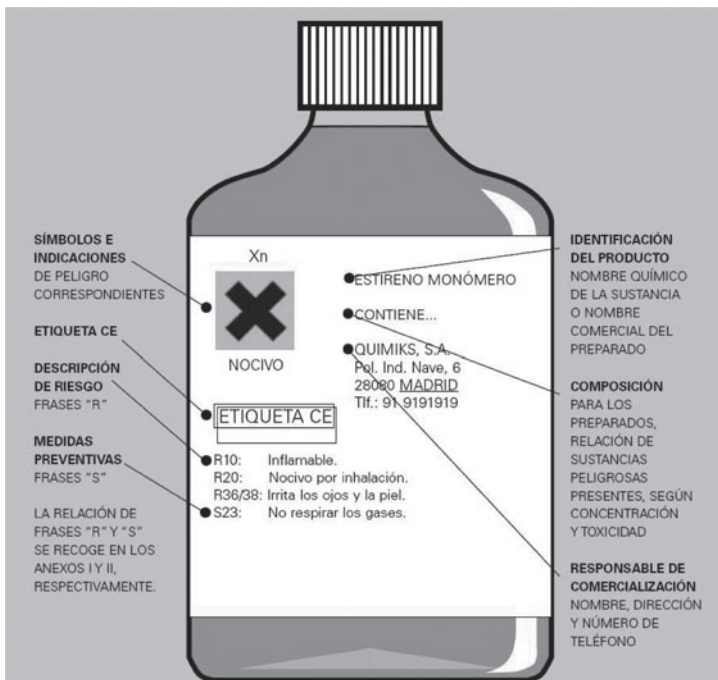 SÍMBOLOS E
INDICACIONES
DE PELIGRO
CORRESPONDIENTES
ETIQUETA CE
DESCRIPCIÓN
DE RIESGO
FRASES "R"
MEDIDAS
PREVENTIVAS
FRASES "S"
LA RELACIÓN DE
FRASES "R" Y "S"
SE RECOGE EN LOS
ANEXOS I Y II,
RESPECTIVAMENTE.
Xn
NOCIVO
ESTIRENO MONÓMERO
CONTIENE...
QUIMIKS, S.A.
Pol. Ind. Nave, 6
28080 MADRID
Tlf.: 91 9191919
ETIQUETA CE
R10: Inflamable.
R20: Nocivo por inhalación.
R36/38: Irrita los ojos y la piel.
S23: No respirar los gases.
IDENTIFICACIÓN
DEL PRODUCTO
NOMBRE QUÍMICO
DE LA SUSTANCIA
O NOMBRE
COMERCIAL DEL
PREPARADO
COMPOSICIÓN
PARA LOS
PREPARADOS,
RELACIÓN DE
SUSTANCIAS
PELIGROSAS
PRESENTES, SEGÚN
CONCENTRACIÓN
Y TOXICIDAD
RESPONSABLE DE
COMERCIALIZACIÓN
NOMBRE, DIRECCIÓN
Y NÚMERO DE
TELÉFONO